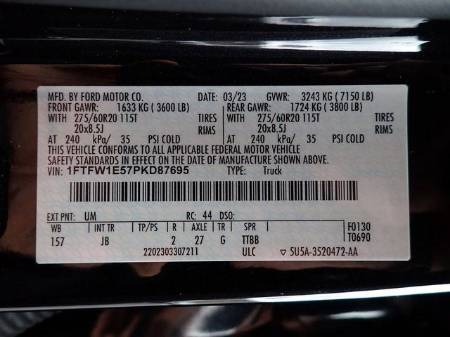 MFD. BY FORD MOTOR CO. 03/23 GVWR: 3243 KG (7150 LB)
FRONT GAWR: 1633 KG (3600 LB) REAR GAWR: 1724 KG (3800 LB)
WITH 275/60R20 115T TIRES WITH 275/60R20 115T TIRES
20x8.5J RIMS 20x8.5J RIMS
AT 240 kPa/ 35 PSI COLD AT 240 kPa/ 35 PSI COLD
THIS VEHICLE CONFORMS TO ALL APPLICABLE FEDERAL MOTOR VEHICLE
SAFETY STANDARDS IN EFFECT ON THE DATE OF MANUFACTURE SHOWN ABOVE.
VIN: 1FTFW1E57PKD87695 TYPE: Truck
EXT PNT: UM RC: 44 DSO:
WB JB TP/PS R AXLE TR SPR F0130
157 JB 2 27 G TTBB T0690
2202303307211 ULC 5U5A-3520472-AA